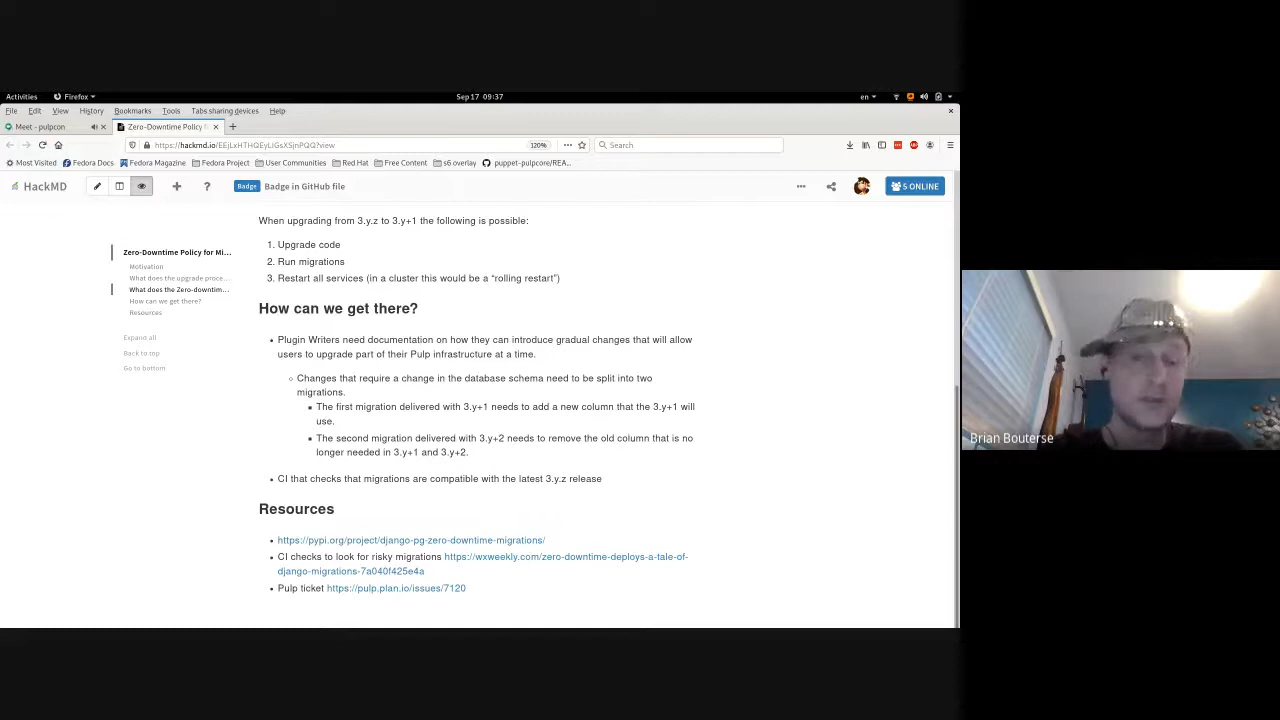 Activities Firefox Sep 17 09:37 en
File Edit View History Bookmarks Tools Tabs sharing devices Help
Meet - pulpcon Zero-Downtime Policy f
https://hackmd.io/EEjLxHTHQEyLIGsXSjnPQQ?view 120% Search
Most Visited Fedora Docs Fedora Magazine Fedora Project User Communities Red Hat Free Content s6 overlay puppet-pulpcore/REA...
HackMD Badge Badge in GitHub file 5 ONLINE
When upgrading from 3.y.z to 3.y+1 the following is possible:
1. Upgrade code
2. Run migrations
3. Restart all services (in a cluster this would be a “rolling restart”)
Zero-Downtime Policy for Mi...
Motivation
What does the upgrade proce...
What does the Zero-downtim...
How can we get there?
Resources
Expand all
Back to top
Go to bottom
How can we get there?
Plugin Writers need documentation on how they can introduce gradual changes that will allow
users to upgrade part of their Pulp infrastructure at a time.
Changes that require a change in the database schema need to be split into two
migrations.
The first migration delivered with 3.y+1 needs to add a new column that the 3.y+1 will
use.
The second migration delivered with 3.y+2 needs to remove the old column that is no
longer needed in 3.y+1 and 3.y+2.
CI that checks that migrations are compatible with the latest 3.y.z release
Resources
https://pypi.org/project/django-pg-zero-downtime-migrations/
CI checks to look for risky migrations https://wxweekly.com/zero-downtime-deploys-a-tale-of-
django-migrations-7a040f425e4a
Pulp ticket https://pulp.plan.io/issues/7120
Brian Bouterse